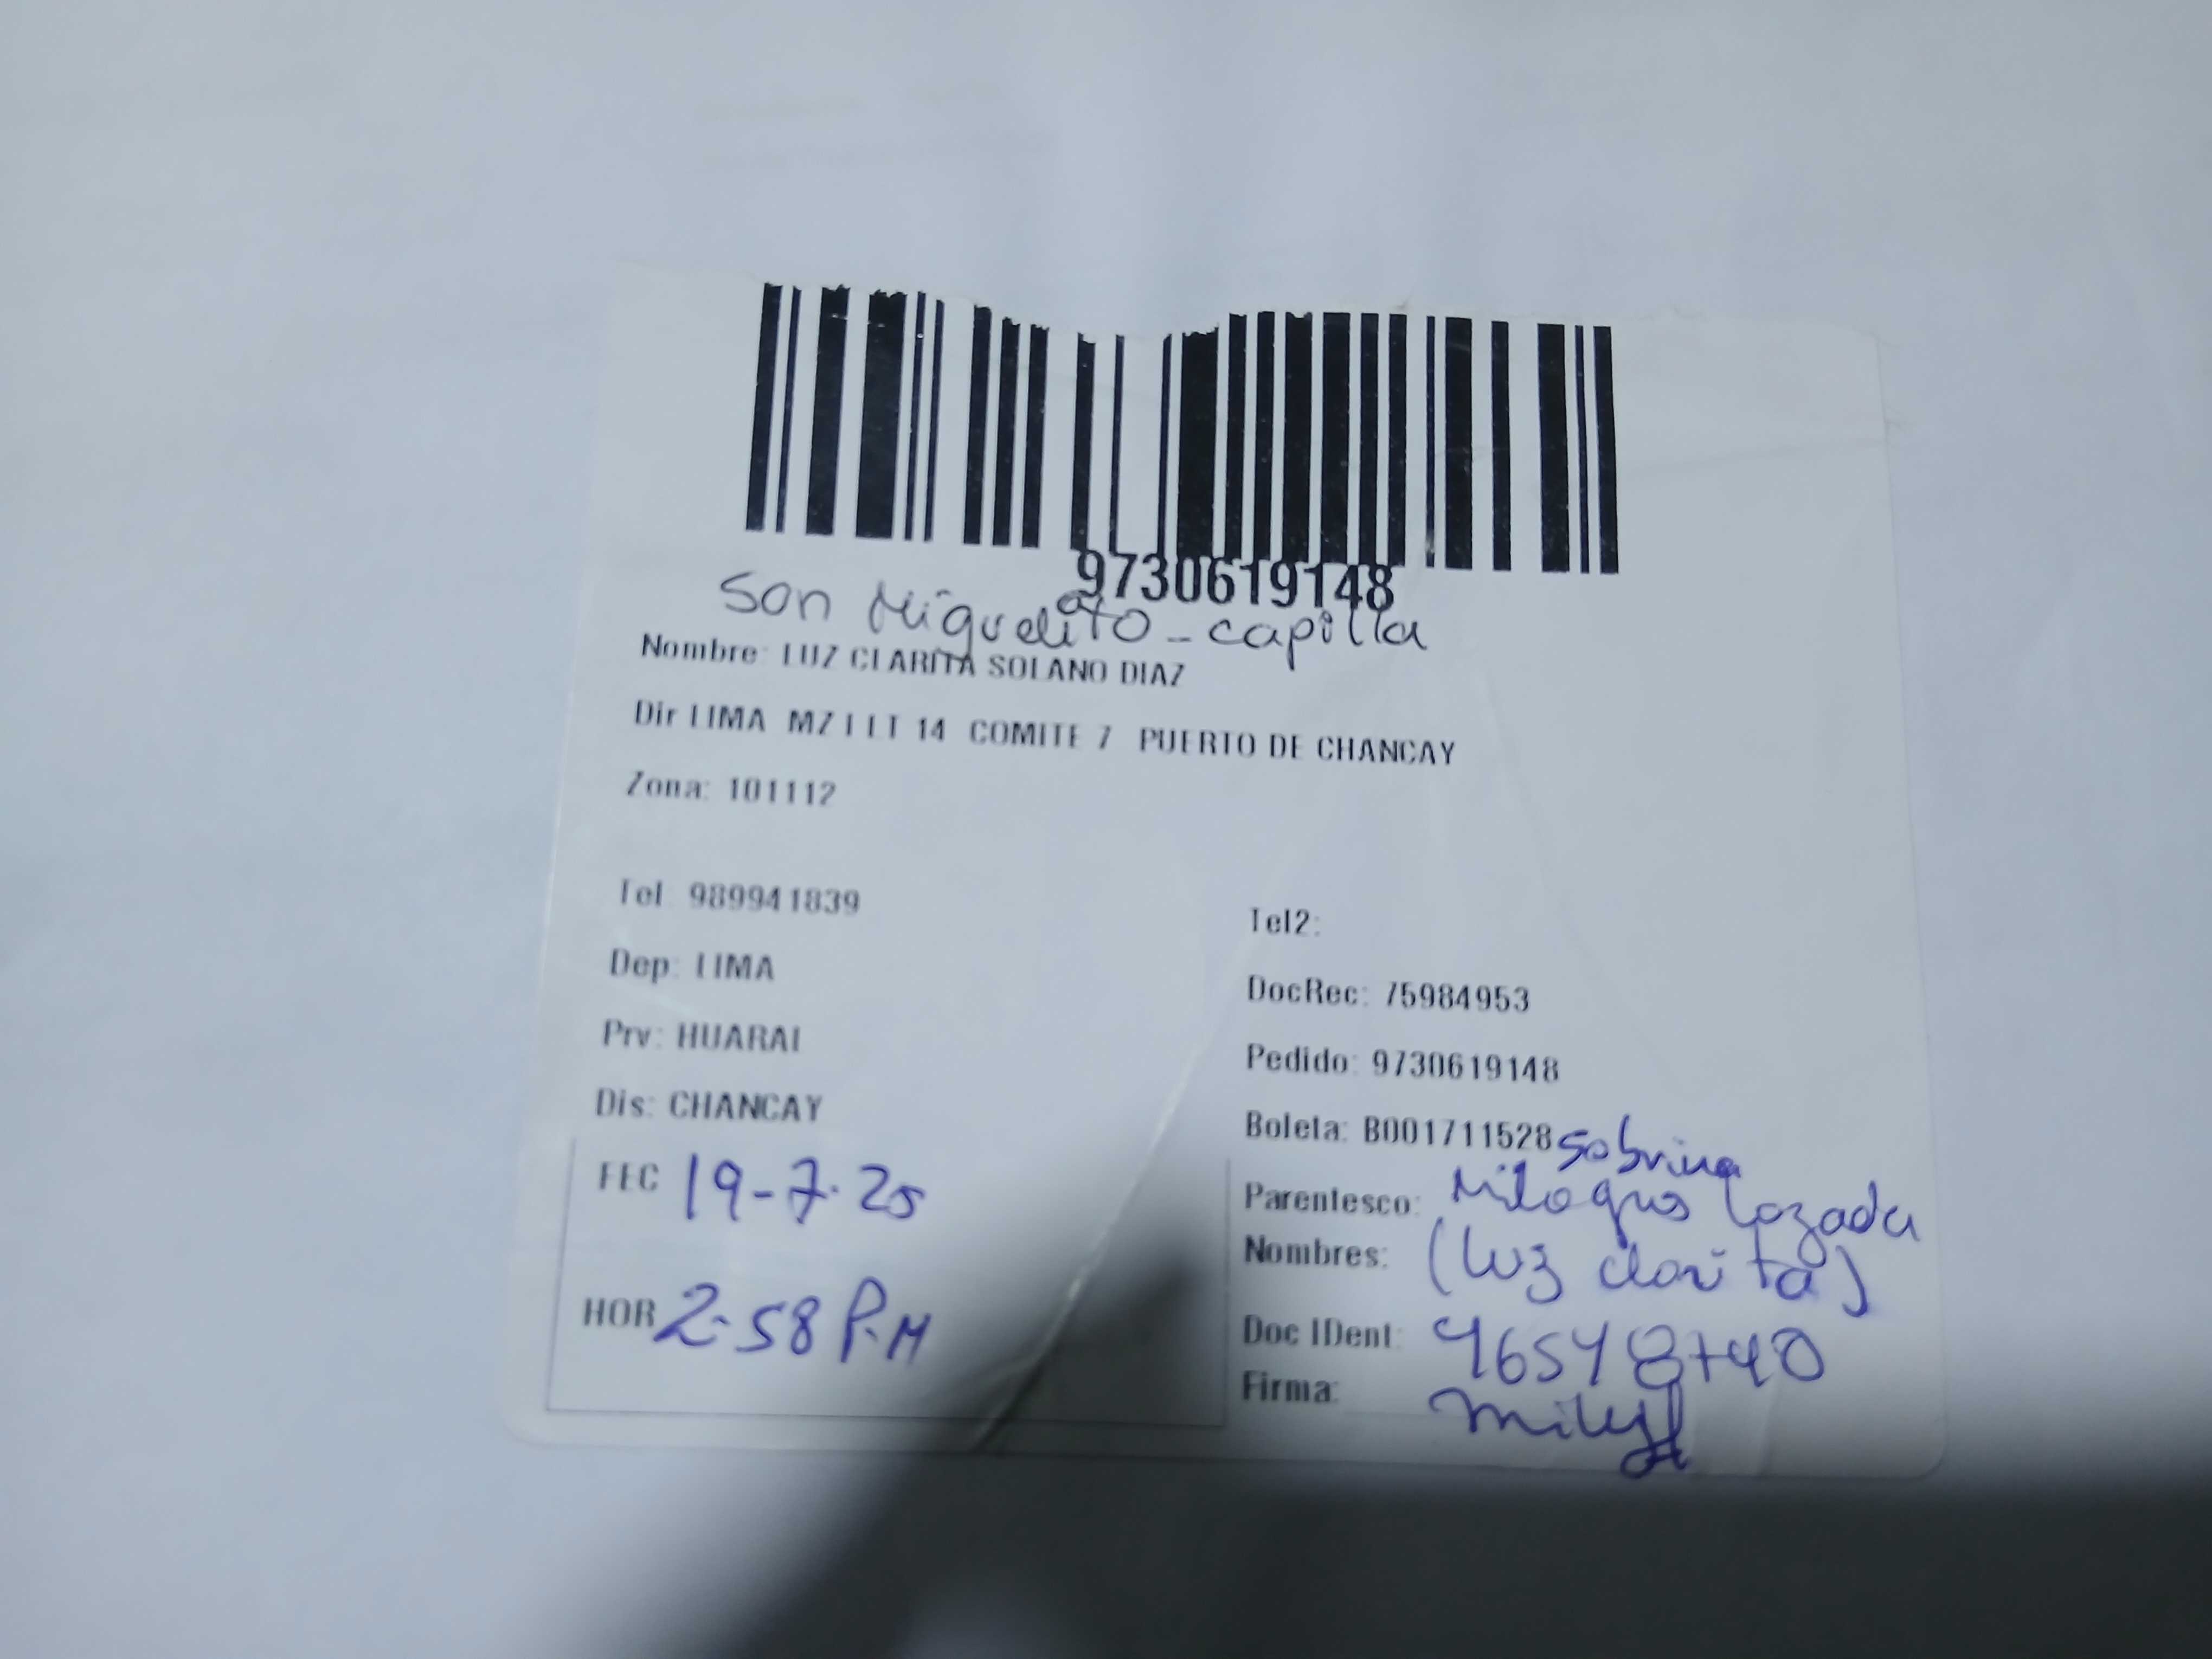 9730619148
San Miguelito - capilla
Nombre: LUZ CLARITA SOLANO DIAZ
Dir LIMA MZ I LT 14 COMITE 7 PUERTO DE CHANCAY
Zona: 101112
Tel 989941839
Tel2:
Dep: LIMA
DocRec: 75984953
Prv: HUARAL
Pedido: 9730619148
Dis: CHANCAY
Boleta: B001711528
sobrina
FEC 19-7-25
Parentesco: Milagros Lozada
Nombres: (luz clarita)
HOR 2-58 P.M
Doc IDent:
Firma: Mily